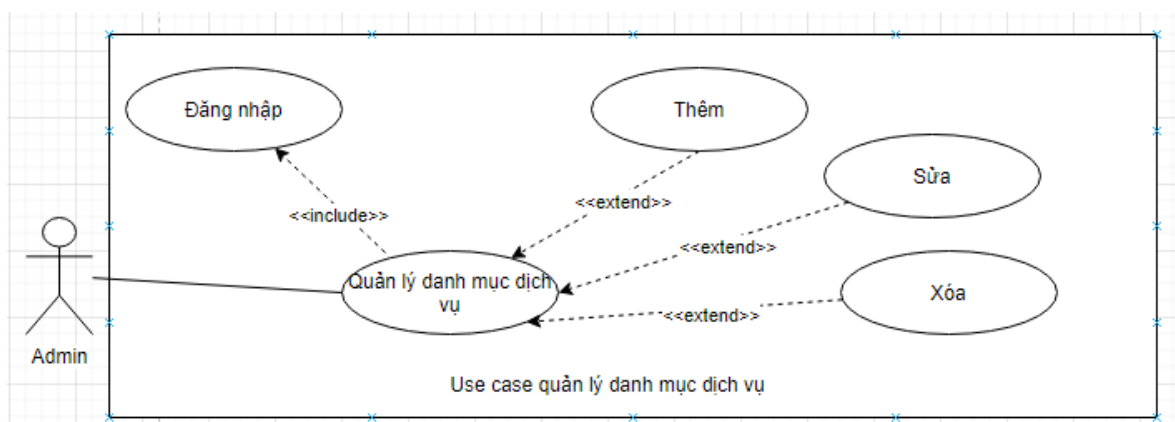 Đăng nhập
Thêm
Sửa
<<include>>
<<extend>>
<<extend>>
Quản lý danh mục dịch
vụ
Xóa
<<extend>>
Admin
Use case quản lý danh mục dịch vụ